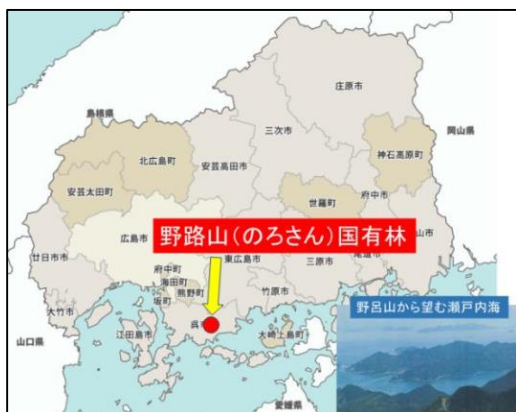 庄原市
島根県
三次市
岡山県
北広島町
安芸高田市
神石高原町
安芸太田町
世羅町
府中市
広島市
野路山(のろさん)国有林
山市
廿日市市
府中町
東広島市
三原市
尾道市
海田町
熊野町
坂町
竹原市
大竹市
呉市
野呂山から望む瀬戸内海
江田島市
大崎上島町
山口県
愛媛県